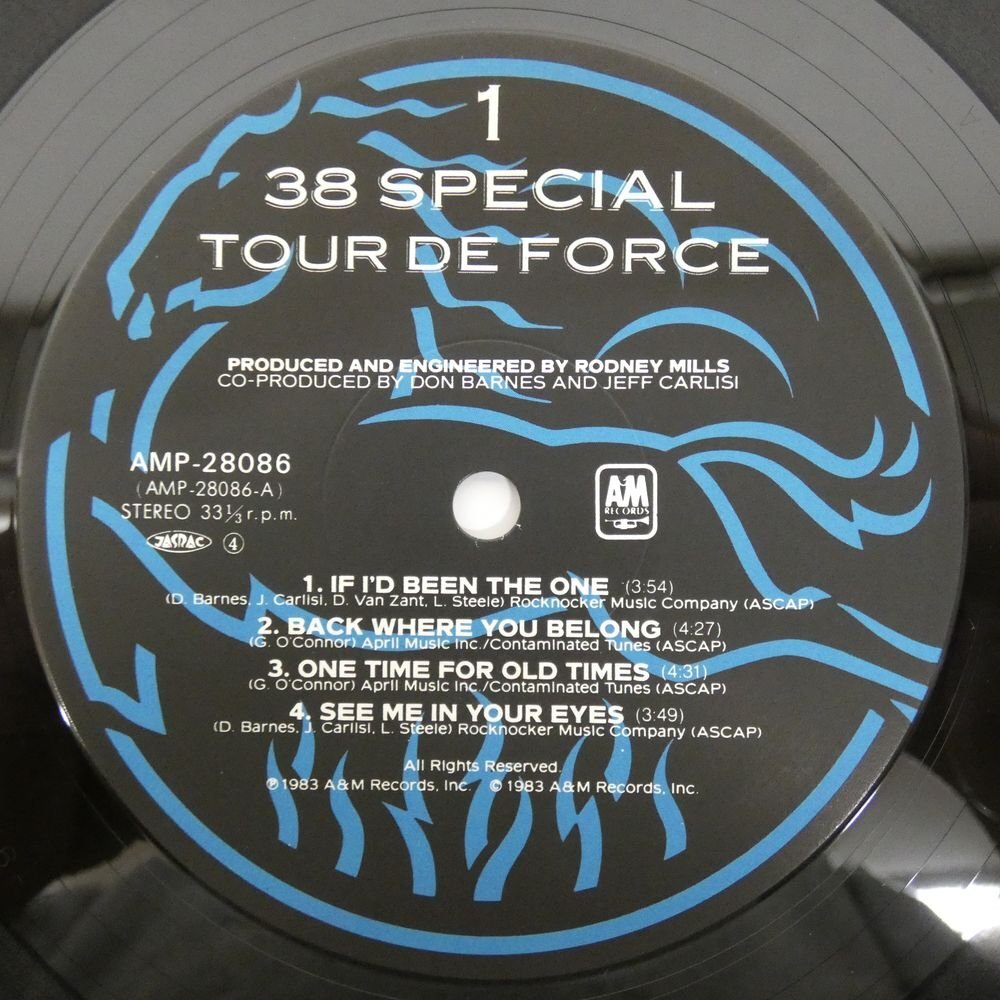 1
38 SPECIAL
TOUR DE FORCE
PRODUCED AND ENGINEERED BY RODNEY MILLS
CO-PRODUCED BY DON BARNES AND JEFF CARLISI
AMP-28086
(AMP-28086-A)
STEREO 33⅓ r.p.m.
JASRAC ④
A&M
RECORDS
1. IF I'D BEEN THE ONE (3:54)
(D. Barnes, J. Carlisi, D. Van Zant, L. Steele) Rocknocker Music Company (ASCAP)
2. BACK WHERE YOU BELONG (4:27)
(G. O'Connor) April Music Inc./Contaminated Tunes (ASCAP)
3. ONE TIME FOR OLD TIMES (4:31)
(G. O'Connor) April Music Inc./Contaminated Tunes (ASCAP)
4. SEE ME IN YOUR EYES (3:49)
(D. Barnes, J. Carlisi, L. Steele) Rocknocker Music Company (ASCAP)
All Rights Reserved.
℗1983 A&M Records, Inc. ©1983 A&M Records, Inc.